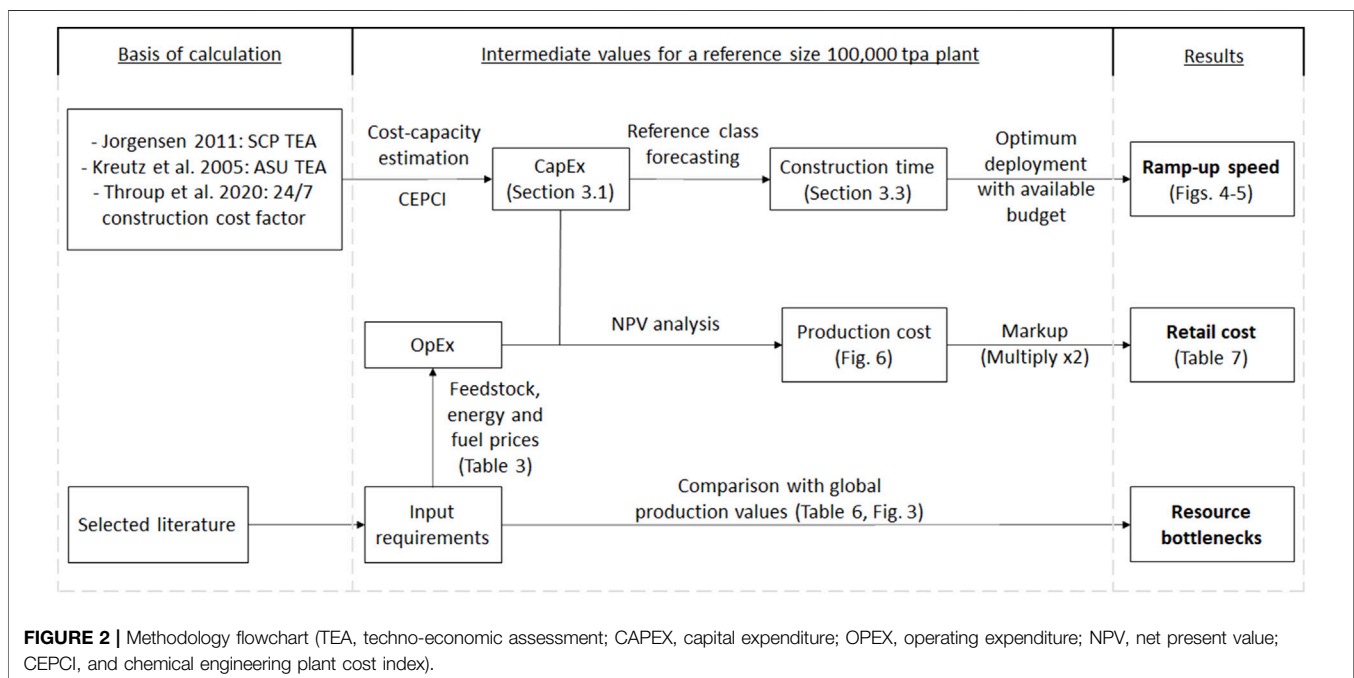 Basis of calculation
Intermediate values for a reference size 100,000 tpa plant
Results
- Jorgensen 2011: SCP TEA
- Kreutz et al. 2005: ASU TEA
- Throup et al. 2020: 24/7
construction cost factor
Cost-capacity
estimation
CEPCI
CapEx
(Section 3.1)
Reference class
forecasting
Construction time
(Section 3.3)
Optimum
deployment
with available
budget
Ramp-up speed
(Figs. 4-5)
OpEx
NPV analysis
Production cost
(Fig. 6)
Markup
(Multiply x2)
Retail cost
(Table 7)
Feedstock,
energy and
fuel prices
(Table 3)
Selected literature
Input
requirements
Comparison with global
production values (Table 6, Fig. 3)
Resource
bottlenecks
FIGURE 2 | Methodology flowchart (TEA, techno-economic assessment; CAPEX, capital expenditure; OPEX, operating expenditure; NPV, net present value;
CEPCI, and chemical engineering plant cost index).